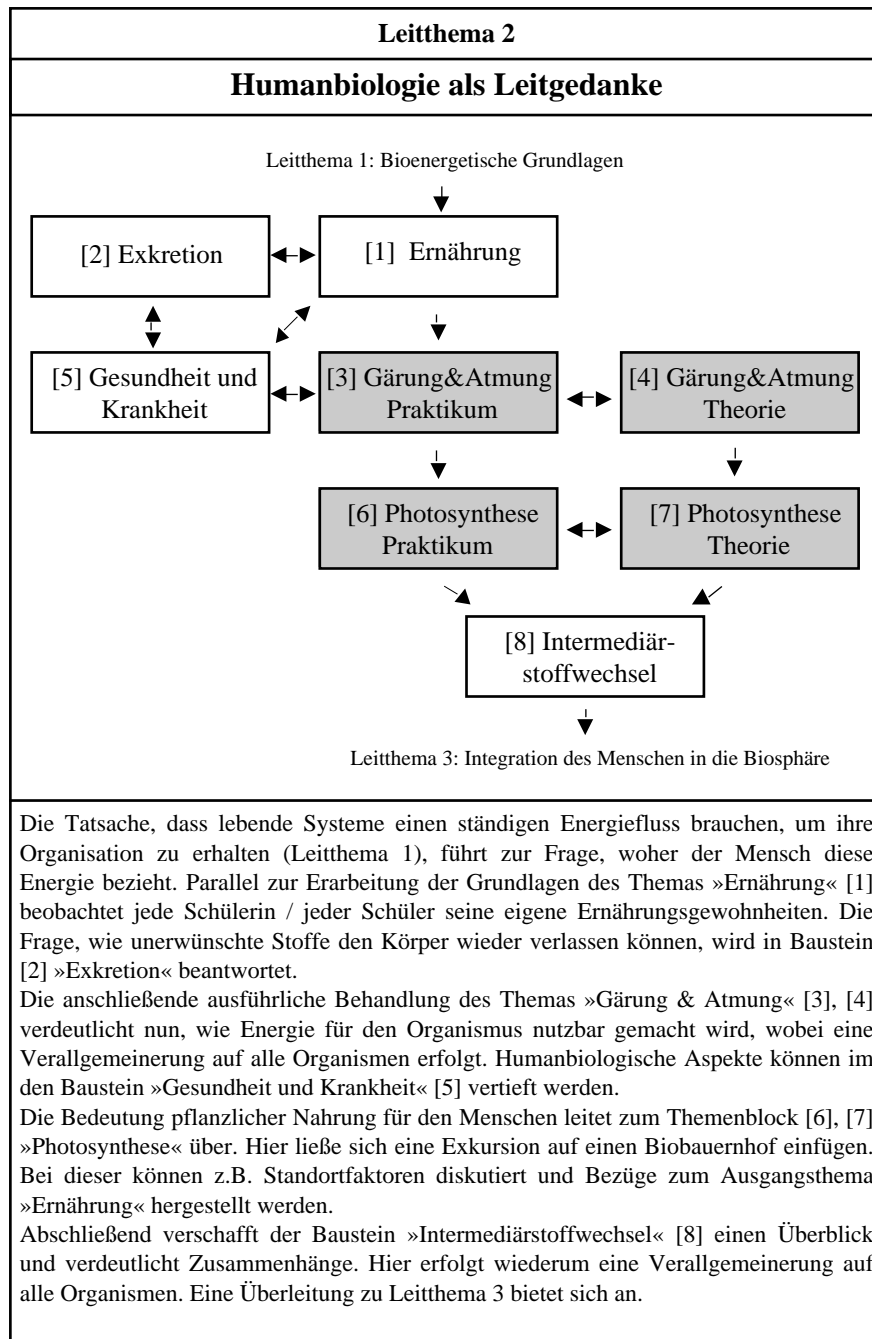 Leitthema 2
Humanbiologie als Leitgedanke
Leitthema 1: Bioenergetische Grundlagen
[2] Exkretion
[1] Ernährung
[5] Gesundheit und
Krankheit
[3] Gärung&Atmung
Praktikum
[4] Gärung&Atmung
Theorie
[6] Photosynthese
Praktikum
[7] Photosynthese
Theorie
[8] Intermediär-
stoffwechsel
Leitthema 3: Integration des Menschen in die Biosphäre
Die Tatsache, dass lebende Systeme einen ständigen Energiefluss brauchen, um ihre
Organisation zu erhalten (Leitthema 1), führt zur Frage, woher der Mensch diese
Energie bezieht. Parallel zur Erarbeitung der Grundlagen des Themas »Ernährung« [1]
beobachtet jede Schülerin / jeder Schüler seine eigene Ernährungsgewohnheiten. Die
Frage, wie unerwünschte Stoffe den Körper wieder verlassen können, wird in Baustein
[2] »Exkretion« beantwortet.
Die anschließende ausführliche Behandlung des Themas »Gärung & Atmung« [3], [4]
verdeutlicht nun, wie Energie für den Organismus nutzbar gemacht wird, wobei eine
Verallgemeinerung auf alle Organismen erfolgt. Humanbiologische Aspekte können im
den Baustein »Gesundheit und Krankheit« [5] vertieft werden.
Die Bedeutung pflanzlicher Nahrung für den Menschen leitet zum Themenblock [6], [7]
»Photosynthese« über. Hier ließe sich eine Exkursion auf einen Biobauernhof einfügen.
Bei dieser können z.B. Standortfaktoren diskutiert und Bezüge zum Ausgangsthema
»Ernährung« hergestellt werden.
Abschließend verschafft der Baustein »Intermediärstoffwechsel« [8] einen Überblick
und verdeutlicht Zusammenhänge. Hier erfolgt wiederum eine Verallgemeinerung auf
alle Organismen. Eine Überleitung zu Leitthema 3 bietet sich an.